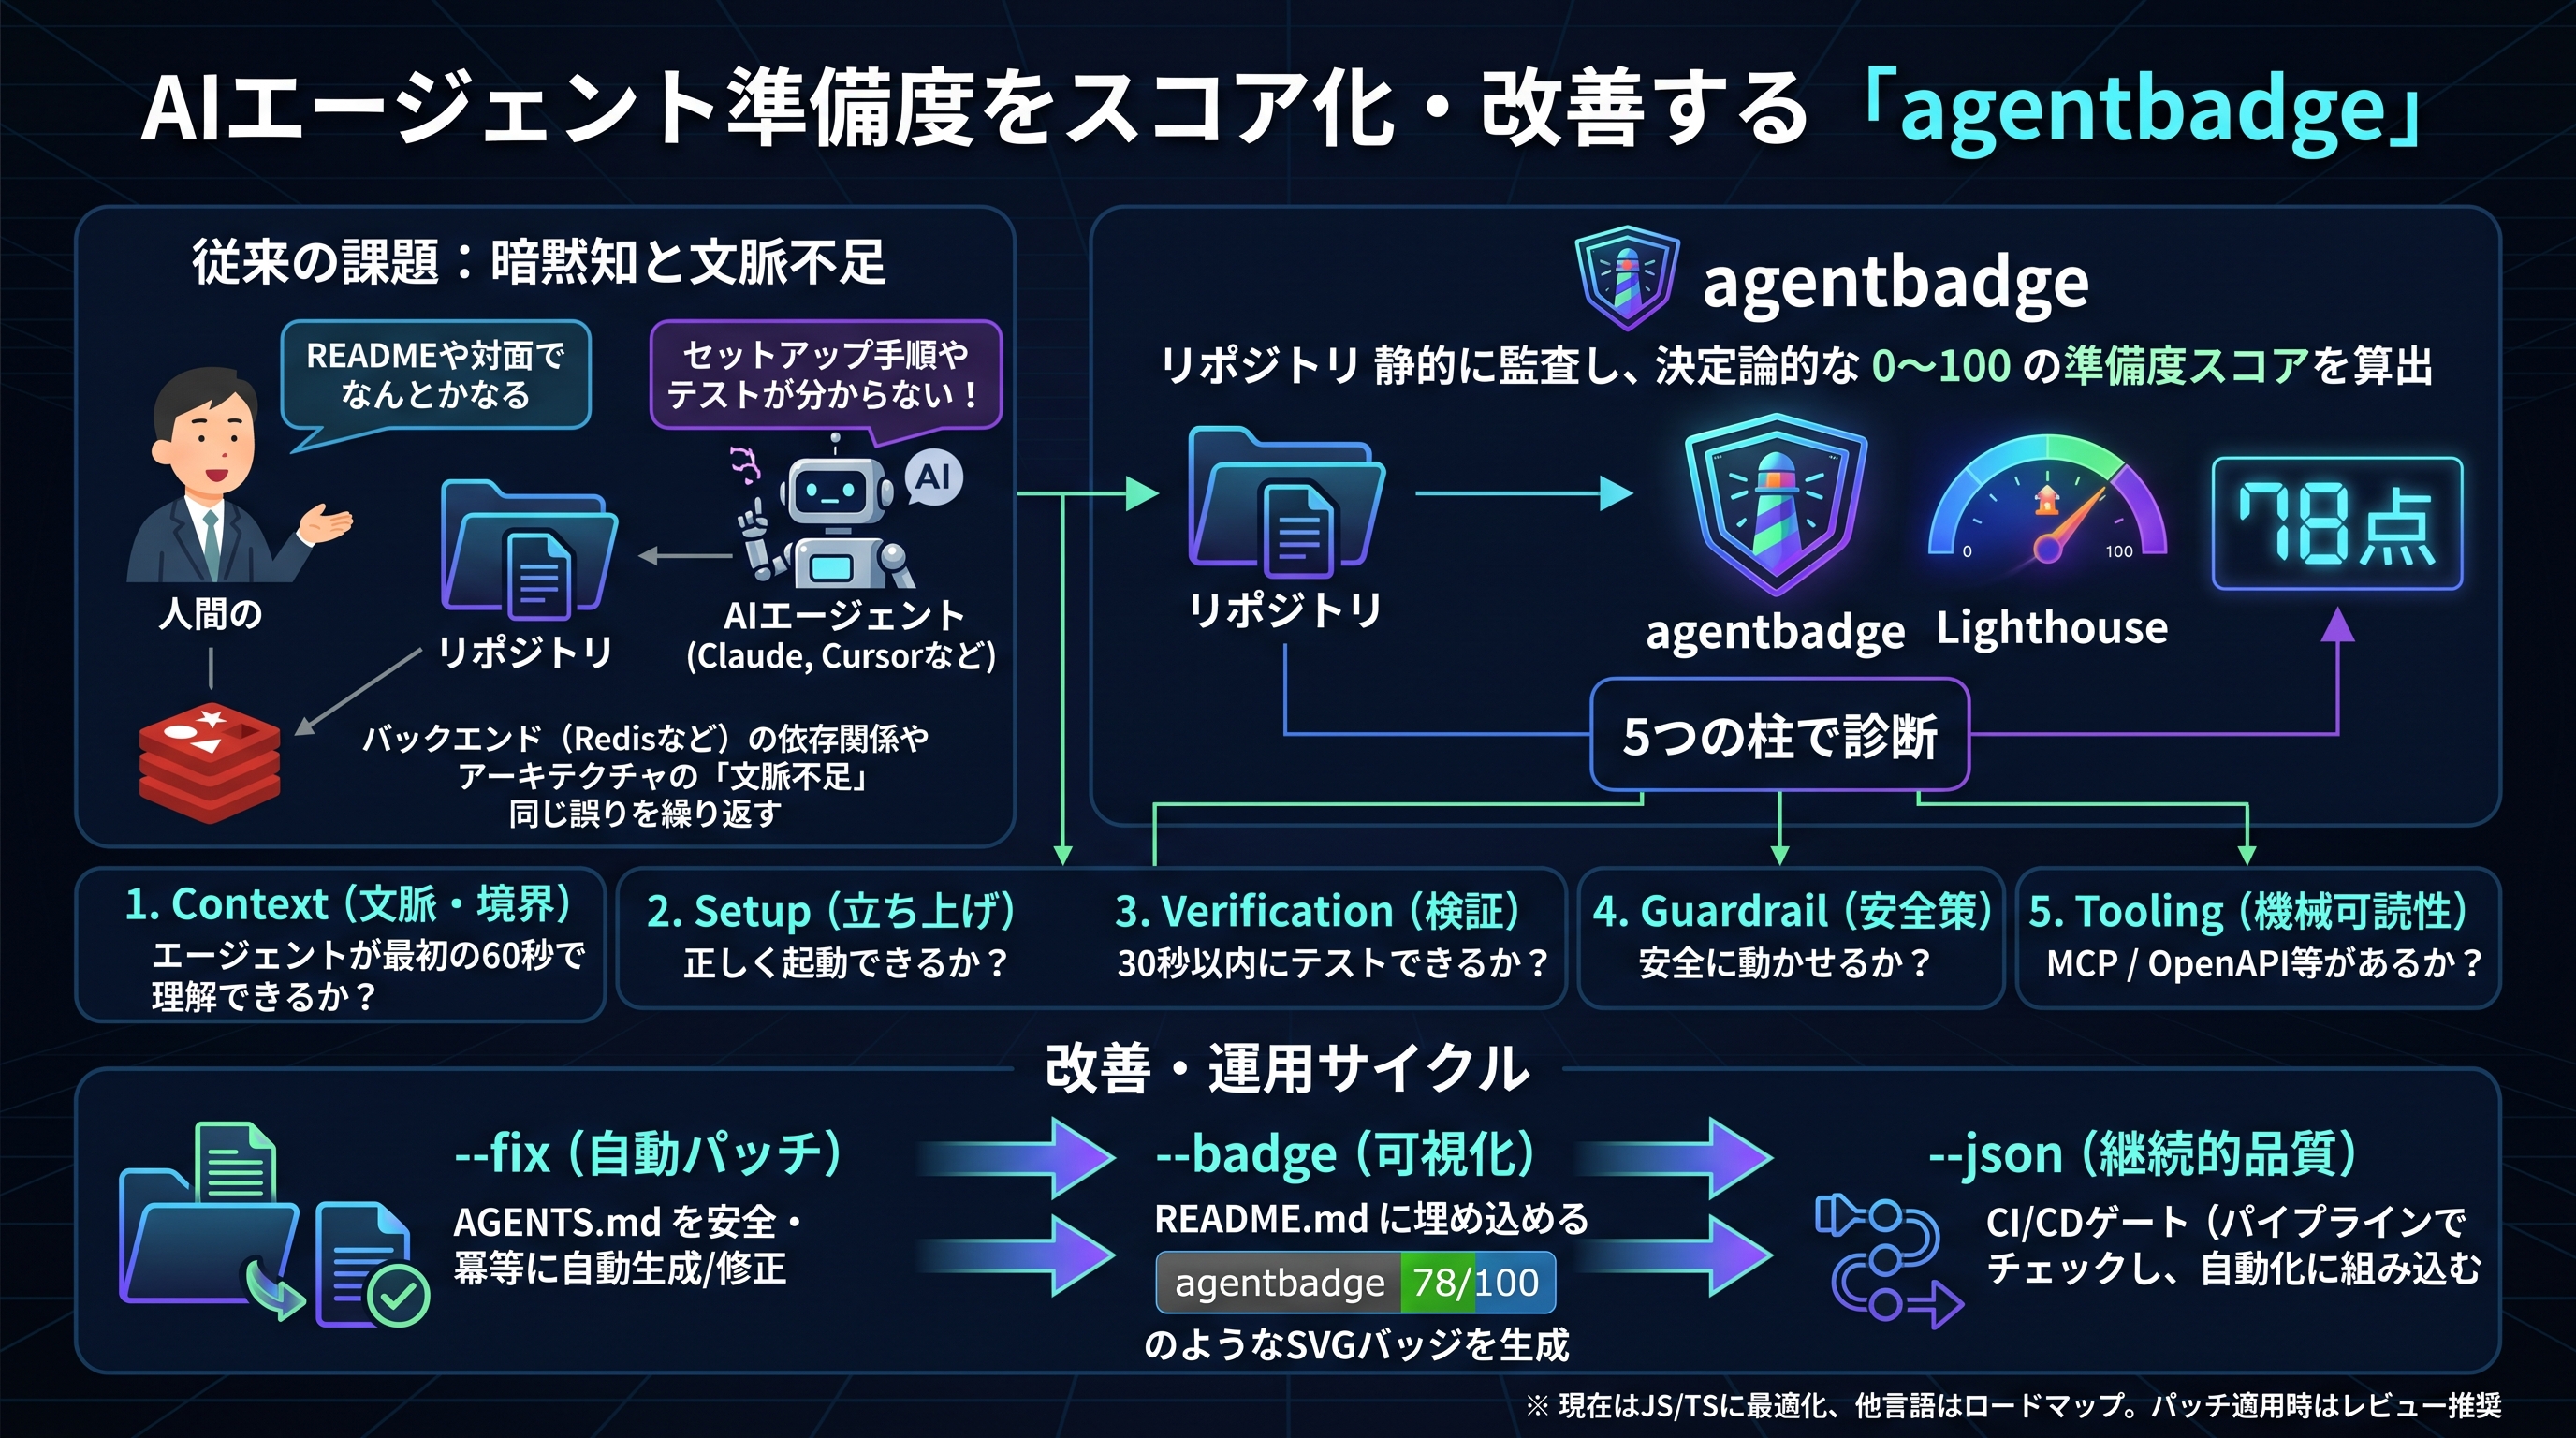 AIエージェント準備度をスコア化・改善する「agentbadge」
従来の課題：暗黙知と文脈不足
READMEや対面で
なんとかなる
セットアップ手順や
テストが分からない！
AI
人間の
リポジトリ
AIエージェント
(Claude, Cursorなど)
バックエンド（Redisなど）の依存関係や
アーキテクチャの「文脈不足」
同じ誤りを繰り返す
agentbadge
リポジトリ 静的に監査し、決定論的な 0〜100 の準備度スコアを算出
リポジトリ
agentbadge
0
100
Lighthouse
78点
5つの柱で診断
1. Context（文脈・境界）
エージェントが最初の60秒で
理解できるか？
2. Setup（立ち上げ）
正しく起動できるか？
3. Verification（検証）
30秒以内にテストできるか？
4. Guardrail（安全策）
安全に動かせるか？
5. Tooling（機械可読性）
MCP / OpenAPI等があるか？
改善・運用サイクル
--fix（自動パッチ）
AGENTS.md を安全・
冪等に自動生成/修正
--badge（可視化）
README.md に埋め込める
agentbadge 78/100
のようなSVGバッジを生成
--json（継続的品質）
CI/CDゲート（パイプラインで
チェックし、自動化に組み込む
※ 現在はJS/TSに最適化、他言語はロードマップ。パッチ適用時はレビュー推奨